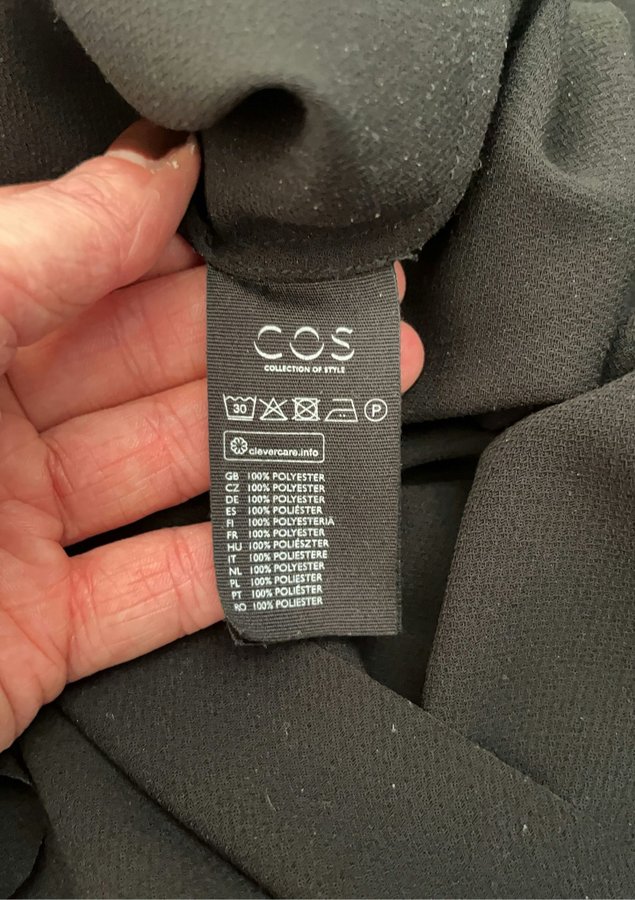 COS
COLLECTION OF STYLE
30 P
clevercare.info
GB 100% POLYESTER
CZ 100% POLYESTER
DE 100% POLYESTER
ES 100% POLIÉSTER
FI 100% POLYESTERIÄ
FR 100% POLYESTER
HU 100% POLIÉSZTER
IT 100% POLIESTERE
NL 100% POLYESTER
PL 100% POLIESTER
PT 100% POLIÉSTER
RO 100% POLIESTER